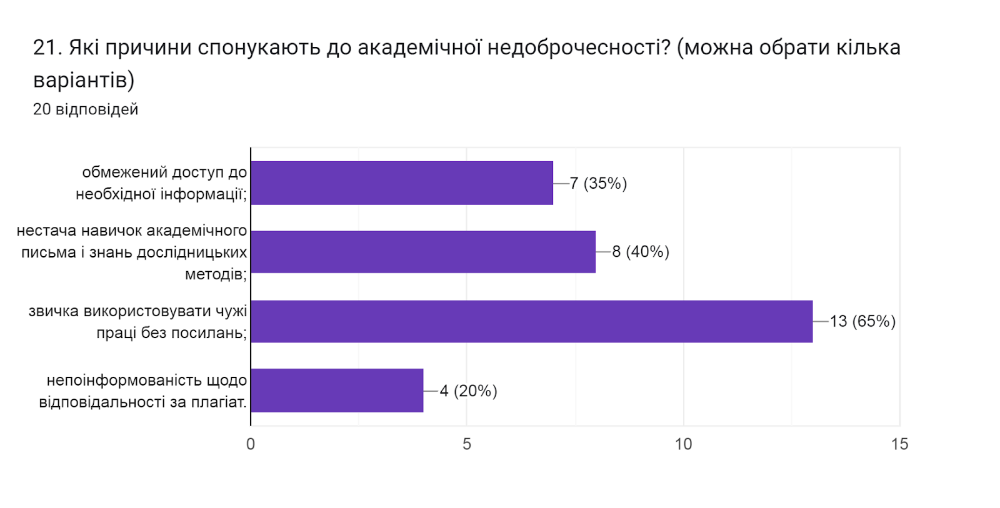 21. Які причини спонукають до академічної недоброчесності? (можна обрати кілька
варіантів)
20 відповідей
обмежений доступ до
необхідної інформації;
7 (35%)
нестача навичок академічного
письма і знань дослідницьких
методів;
8 (40%)
звичка використовувати чужі
праці без посилань;
13 (65%)
непоінформованість щодо
відповідальності за плагіат.
4 (20%)
0 5 10 15